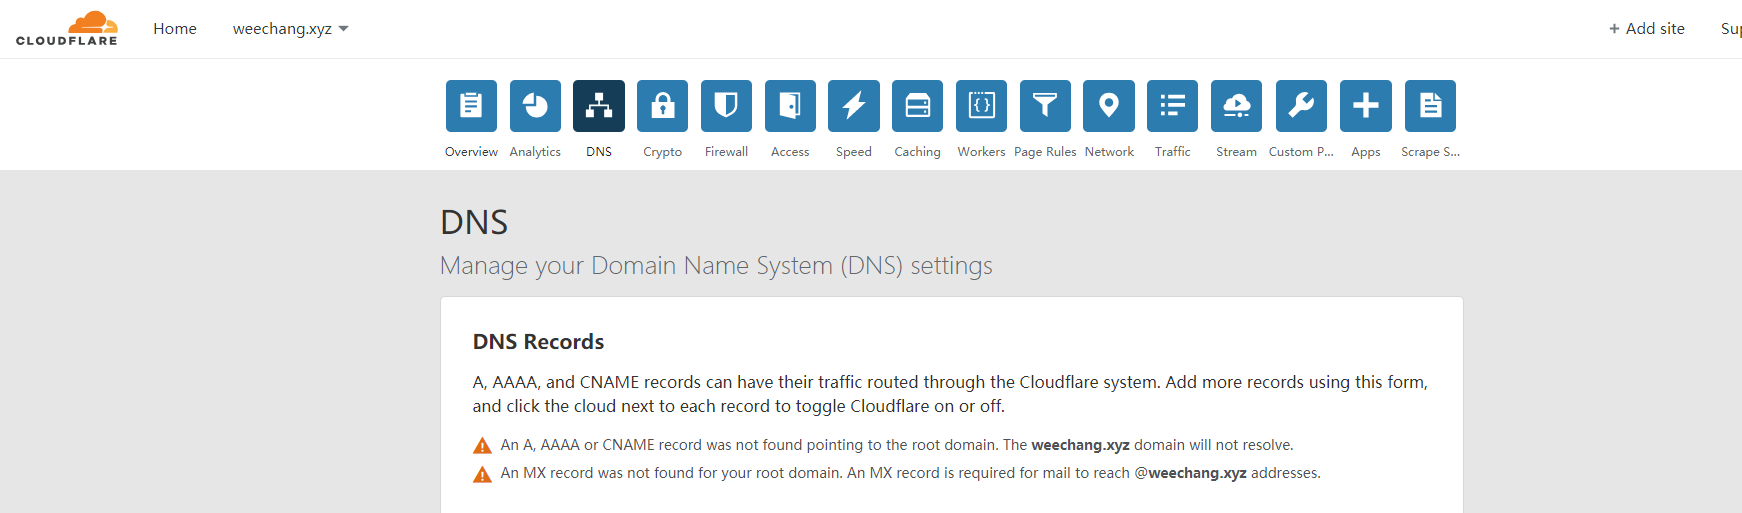 CLOUDFLARE Home weechang.xyz + Add site Sup
Overview Analytics DNS Crypto Firewall Access Speed Caching Workers Page Rules Network Traffic Stream Custom P... Apps Scrape S...
DNS
Manage your Domain Name System (DNS) settings
DNS Records
A, AAAA, and CNAME records can have their traffic routed through the Cloudflare system. Add more records using this form,
and click the cloud next to each record to toggle Cloudflare on or off.
An A, AAAA or CNAME record was not found pointing to the root domain. The weechang.xyz domain will not resolve.
An MX record was not found for your root domain. An MX record is required for mail to reach @weechang.xyz addresses.